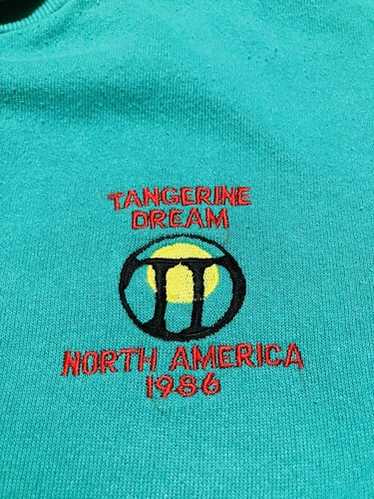 TANGERINE
DREAM
NORTH AMERICA
1986